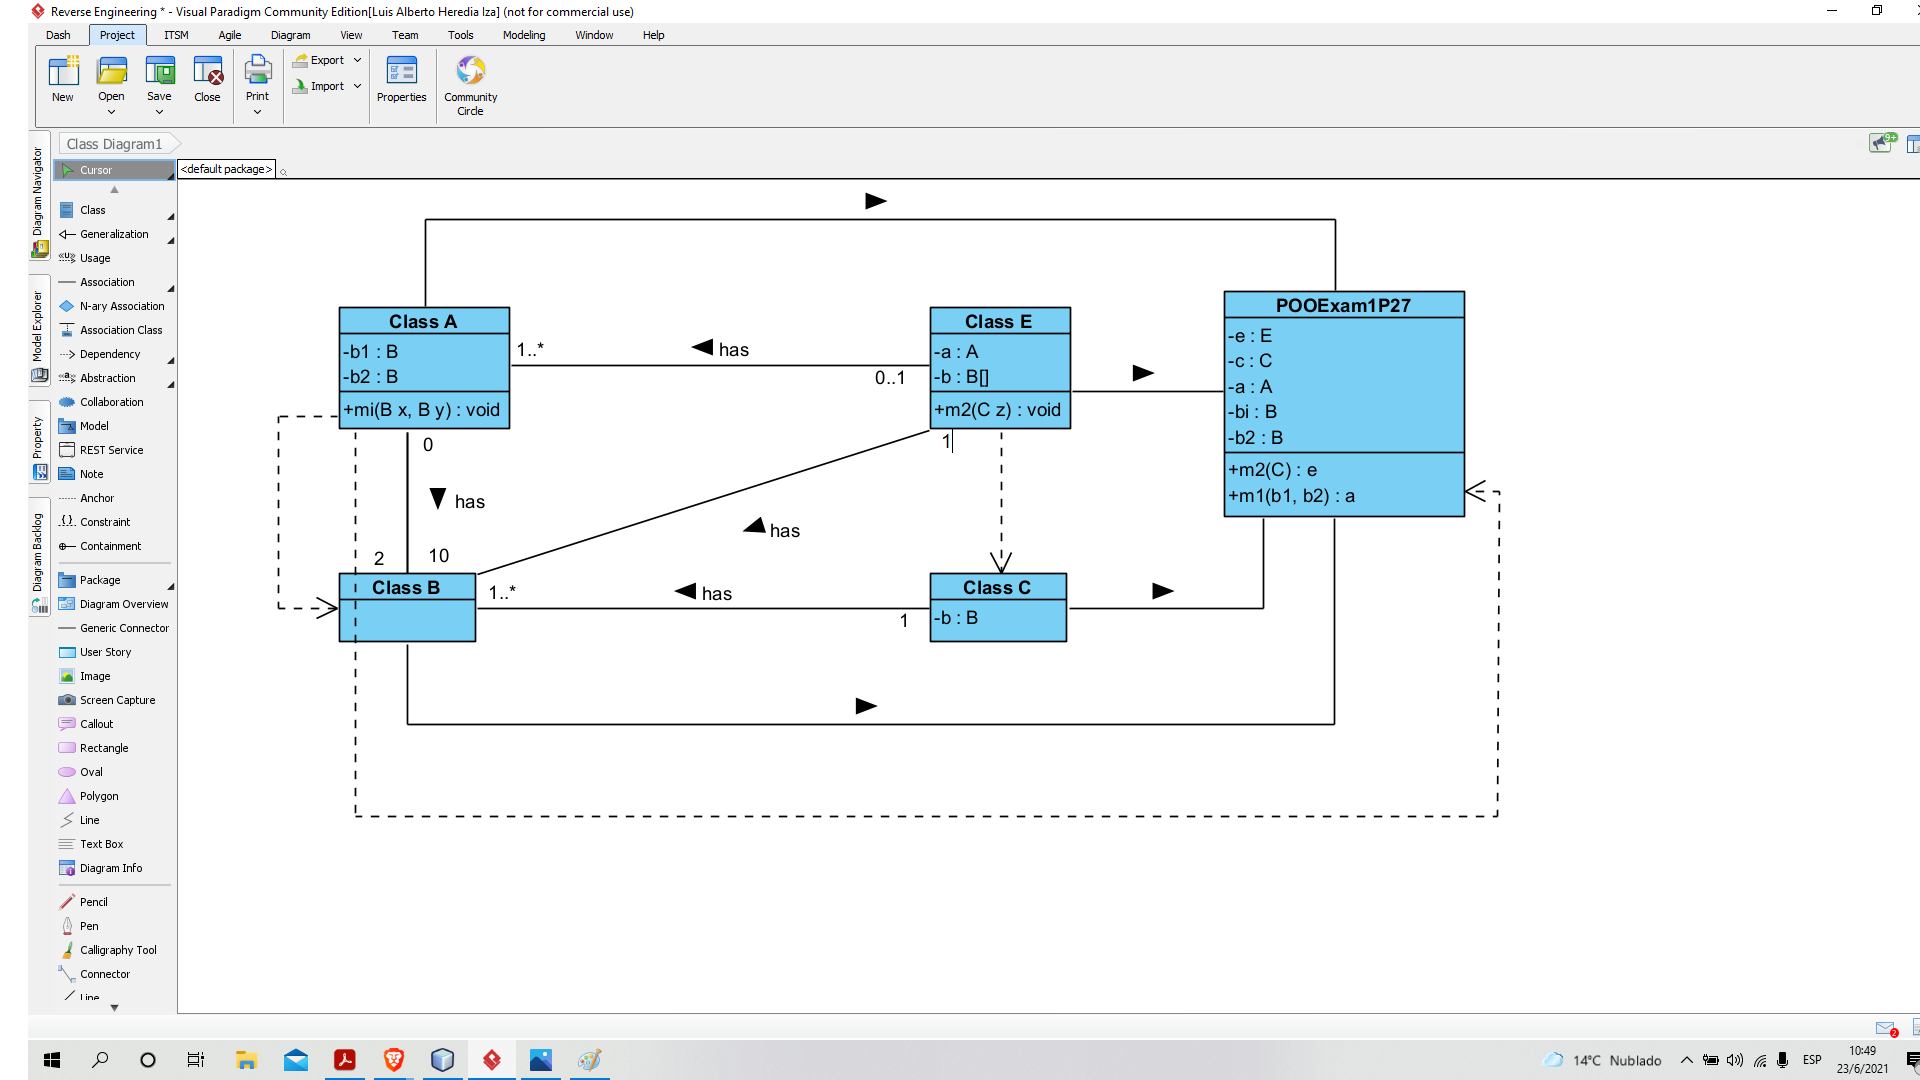 Reverse Engineering * - Visual Paradigm Community Edition[Luis Alberto Heredia Iza] (not for commercial use)
Dash Project ITSM Agile Diagram View Team Tools Modeling Window Help
New Open Save Close Print Export Import Properties Community Circle
Class Diagram1
9+
Diagram Navigator
Model Explorer
Property
Diagram Backlog
Cursor
Class
Generalization
Usage
Association
N-ary Association
Association Class
Dependency
Abstraction
Collaboration
Model
REST Service
Note
Anchor
Constraint
Containment
Package
Diagram Overview
Generic Connector
User Story
Image
Screen Capture
Callout
Rectangle
Oval
Polygon
Line
Text Box
Diagram Info
Pencil
Pen
Calligraphy Tool
Connector
Line
<default package>
Class A
-b1 : B
-b2 : B
+mi(B x, B y) : void
1..*
has
0..1
Class E
-a : A
-b : B[]
+m2(C z) : void
POOExam1P27
-e : E
-c : C
-a : A
-bi : B
-b2 : B
+m2(C) : e
+m1(b1, b2) : a
0
1
has
has
2
10
Class B
1..*
has
1
Class C
-b : B
2
14°C Nublado
ESP
10:49
23/6/2021